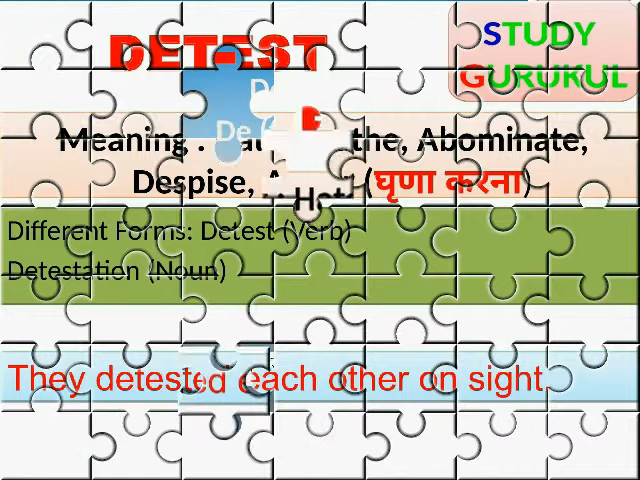 DETEST
STUDY
GURUKUL
Meaning : the, Abominate,
Despise, (घृणा करना)
Different Forms: Detest (Verb)
Detestation (Noun)
They detested each other on sight